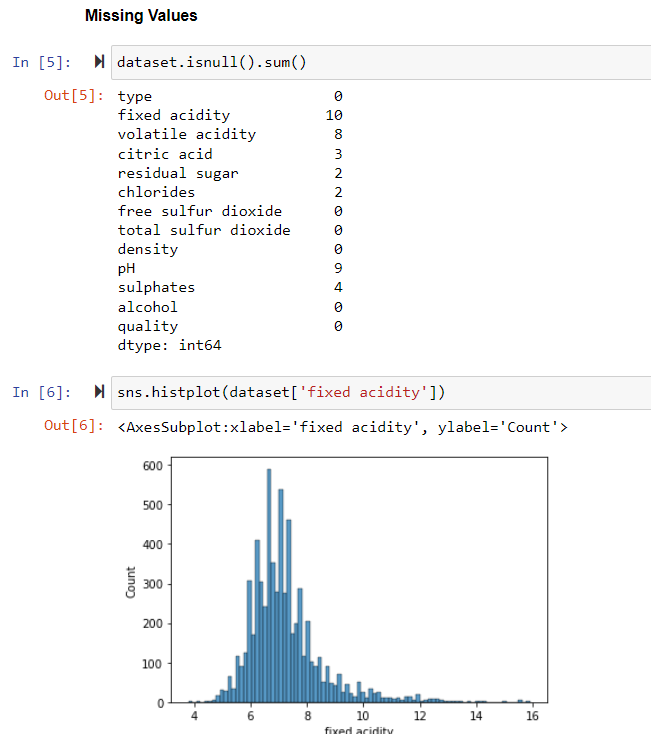 Missing Values
In [5]: dataset.isnull().sum()
Out[5]: type 0
fixed acidity 10
volatile acidity 8
citric acid 3
residual sugar 2
chlorides 2
free sulfur dioxide 0
total sulfur dioxide 0
density 0
pH 9
sulphates 4
alcohol 0
quality 0
dtype: int64
In [6]: sns.histplot(dataset['fixed acidity'])
Out[6]: <AxesSubplot:xlabel='fixed acidity', ylabel='Count'>
600
500
400
300
200
100
0
Count
4 6 8 10 12 14 16
fixed acidity